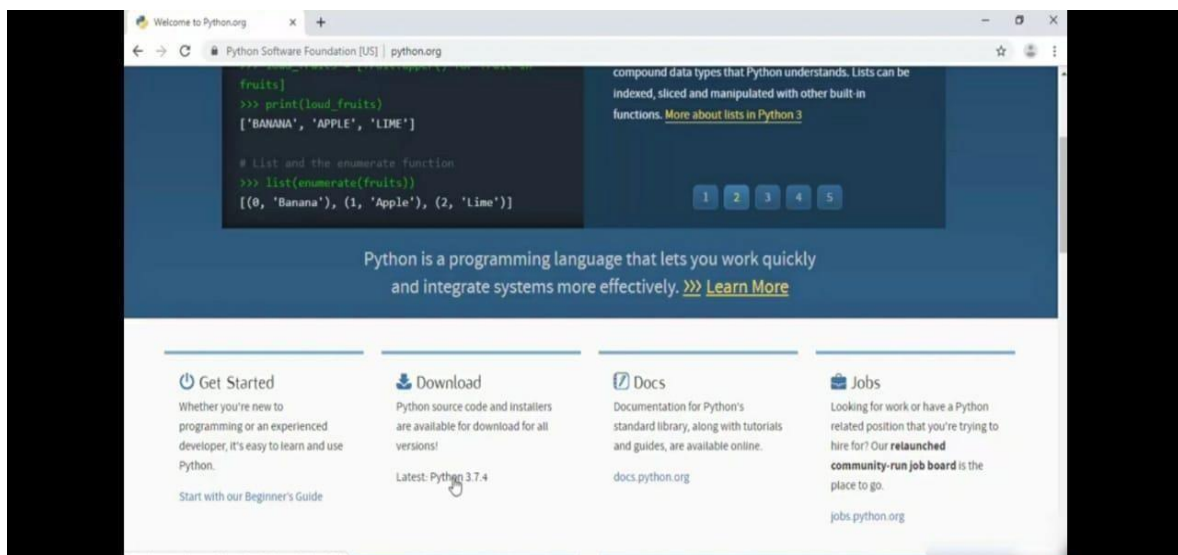 Welcome to Python.org
Python Software Foundation [US] | python.org
fruits]
>>> print(loud_fruits)
['BANANA', 'APPLE', 'LIME']
# List and the enumerate function
>>> list(enumerate(fruits))
[(0, 'Banana'), (1, 'Apple'), (2, 'Lime')]
compound data types that Python understands. Lists can be
indexed, sliced and manipulated with other built-in
functions. More about lists in Python 3
1 2 3 4 5
Python is a programming language that lets you work quickly
and integrate systems more effectively. >>> Learn More
Get Started
Whether you're new to
programming or an experienced
developer, it's easy to learn and use
Python.
Start with our Beginner's Guide
Download
Python source code and installers
are available for download for all
versions!
Latest: Python 3.7.4
Docs
Documentation for Python's
standard library, along with tutorials
and guides, are available online.
docs.python.org
Jobs
Looking for work or have a Python
related position that you're trying to
hire for? Our relaunched
community-run job board is the
place to go.
jobs.python.org